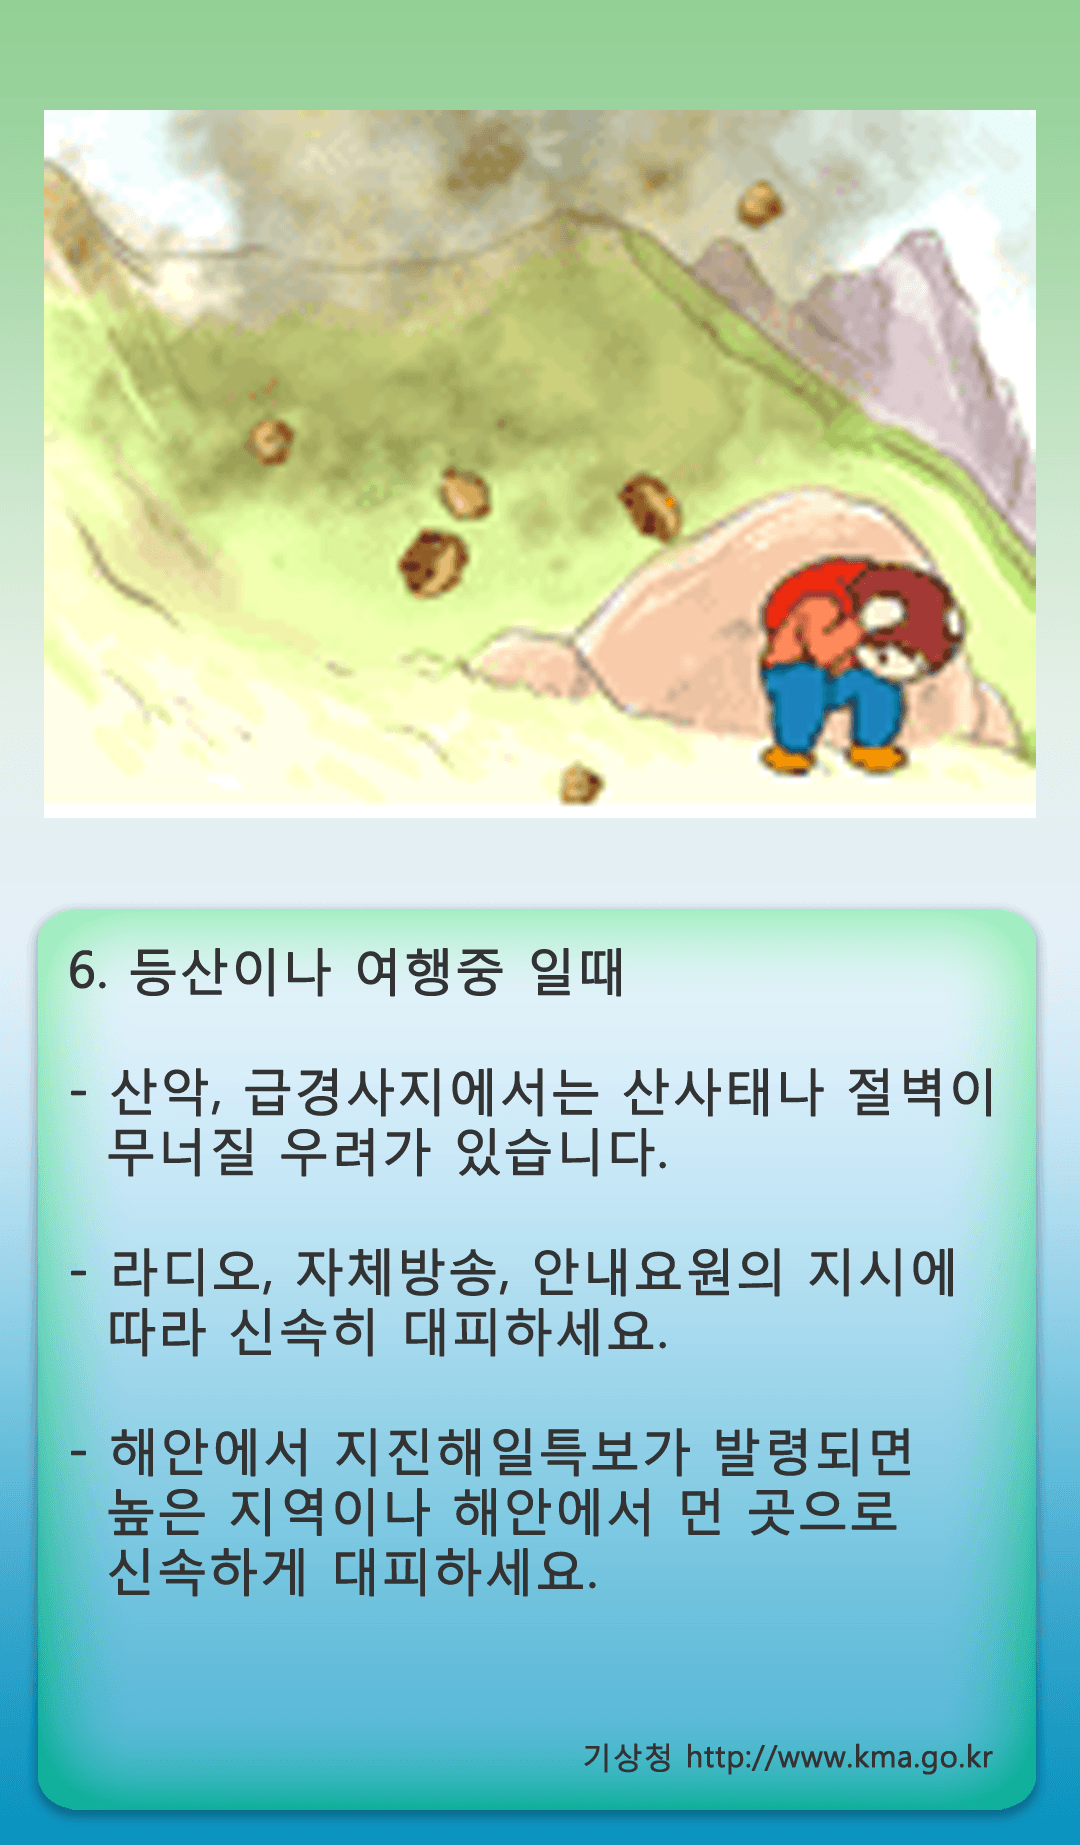 6. 등산이나 여행중 일때
- 산악, 급경사지에서는 산사태나 절벽이
무너질 우려가 있습니다.
- 라디오, 자체방송, 안내요원의 지시에
따라 신속히 대피하세요.
- 해안에서 지진해일특보가 발령되면
높은 지역이나 해안에서 먼 곳으로
신속하게 대피하세요.
기상청 http://www.kma.go.kr